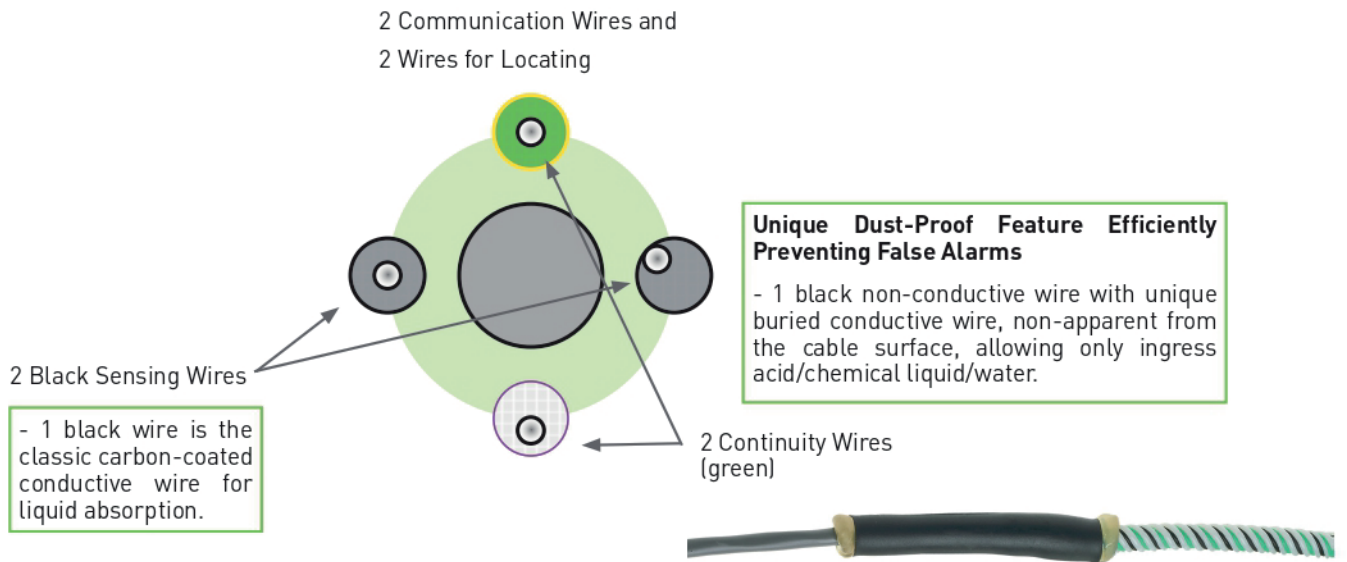 2 Communication Wires and
2 Wires for Locating
Unique Dust-Proof Feature Efficiently
Preventing False Alarms
- 1 black non-conductive wire with unique
buried conductive wire, non-apparent from
the cable surface, allowing only ingress
acid/chemical liquid/water.
2 Black Sensing Wires
- 1 black wire is the
classic carbon-coated
conductive wire for
liquid absorption.
2 Continuity Wires
(green)